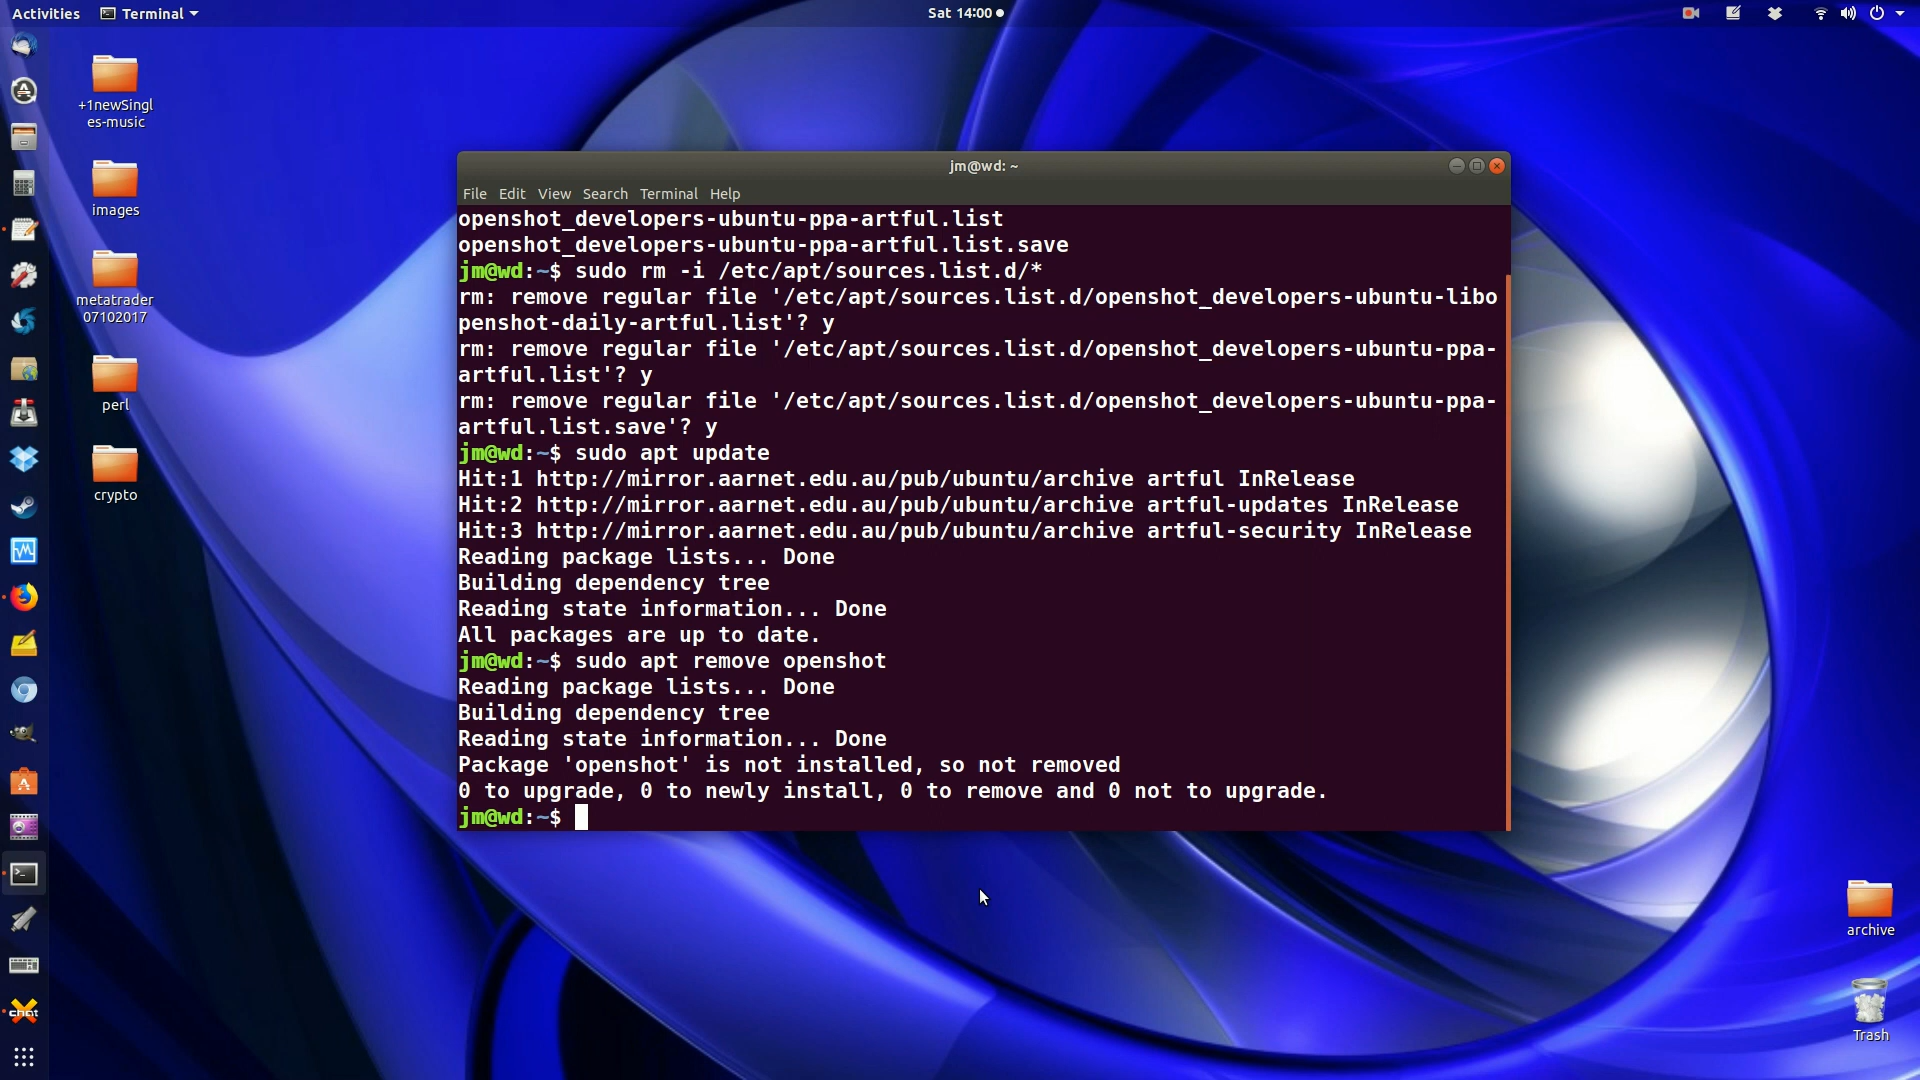 Activities
Terminal
Sat 14:00
+1newSingl
es-music
images
metatrader
07102017
perl
crypto
jm@wd: ~
File Edit View Search Terminal Help
openshot_developers-ubuntu-ppa-artful.list
openshot_developers-ubuntu-ppa-artful.list.save
jm@wd:~$ sudo rm -i /etc/apt/sources.list.d/*
rm: remove regular file '/etc/apt/sources.list.d/openshot_developers-ubuntu-libo
penshot-daily-artful.list'? y
rm: remove regular file '/etc/apt/sources.list.d/openshot_developers-ubuntu-ppa-
artful.list'? y
rm: remove regular file '/etc/apt/sources.list.d/openshot_developers-ubuntu-ppa-
artful.list.save'? y
jm@wd:~$ sudo apt update
Hit:1 http://mirror.aarnet.edu.au/pub/ubuntu/archive artful InRelease
Hit:2 http://mirror.aarnet.edu.au/pub/ubuntu/archive artful-updates InRelease
Hit:3 http://mirror.aarnet.edu.au/pub/ubuntu/archive artful-security InRelease
Reading package lists... Done
Building dependency tree
Reading state information... Done
All packages are up to date.
jm@wd:~$ sudo apt remove openshot
Reading package lists... Done
Building dependency tree
Reading state information... Done
Package 'openshot' is not installed, so not removed
0 to upgrade, 0 to newly install, 0 to remove and 0 not to upgrade.
jm@wd:~$
chat
archive
Trash